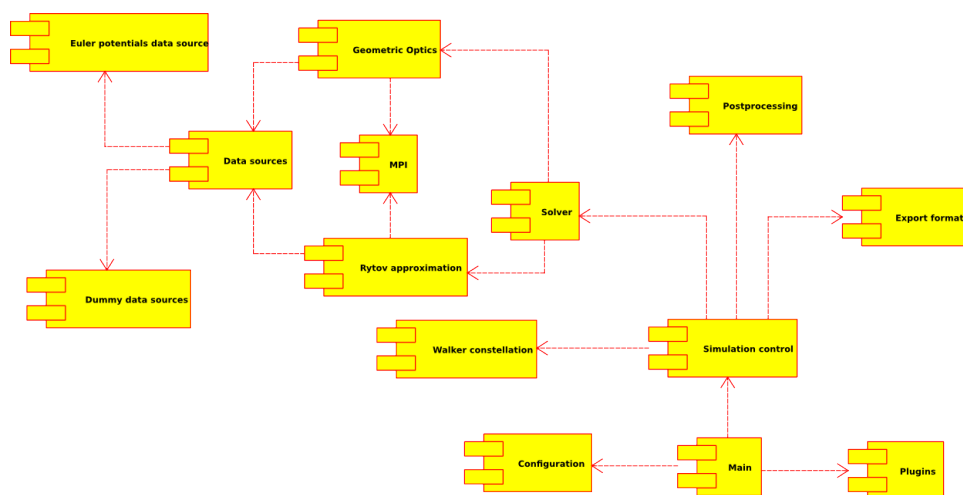 Euler potentials data source
Geometric Optics
Postprocessing
Data sources
MPI
Solver
Export format
Rytov approximation
Dummy data sources
Walker constellation
Simulation control
Configuration
Main
Plugins